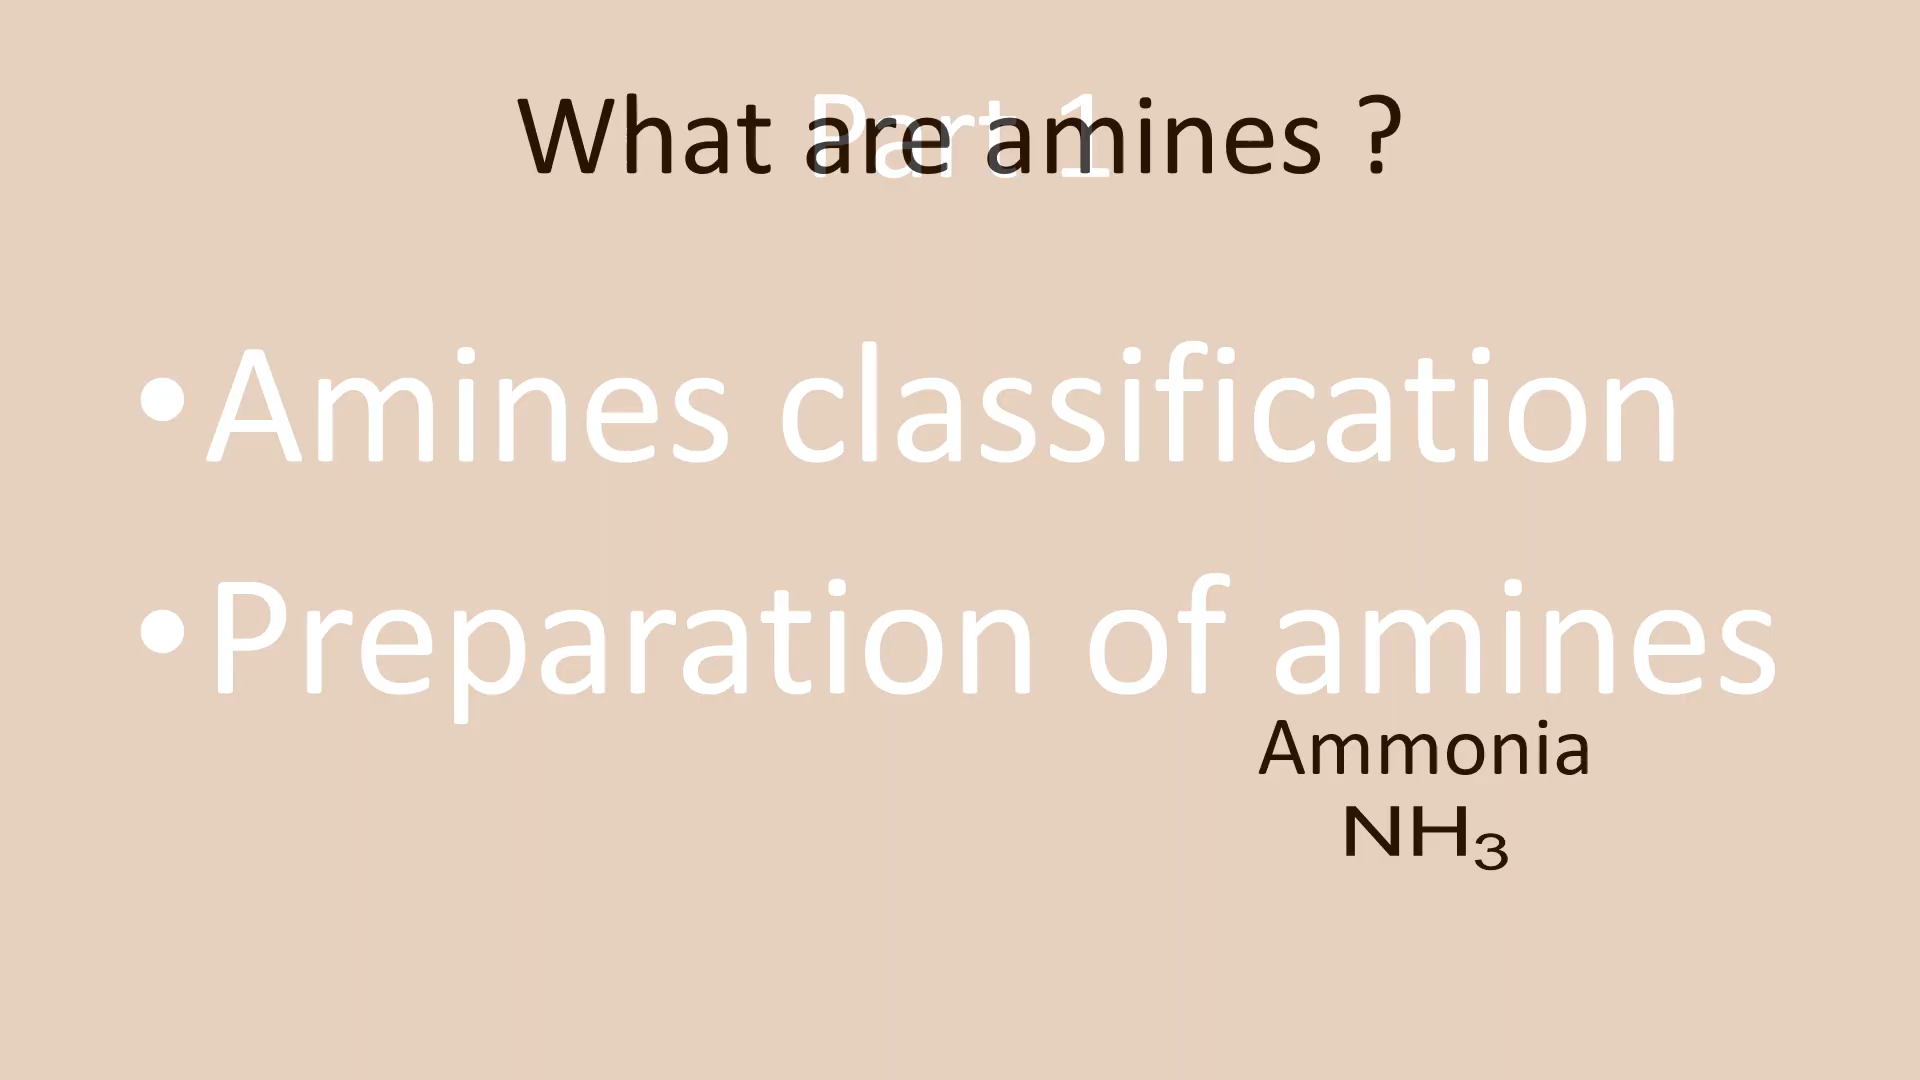 What are amines ?
Part 1
•Amines classification
•Preparation of amines
Ammonia
NH₃